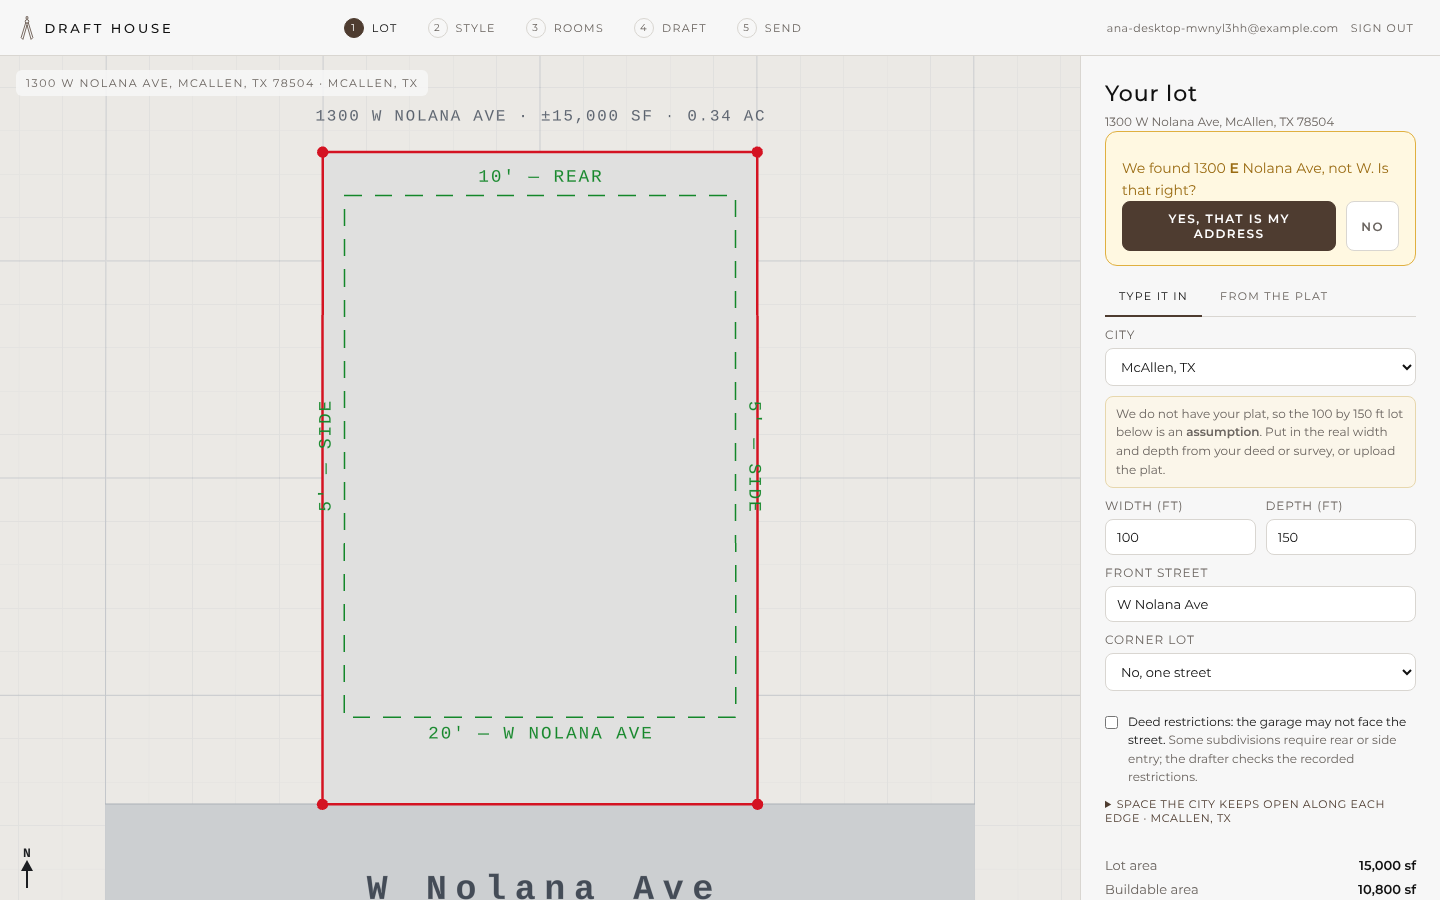 DRAFT HOUSE
1 LOT
2 STYLE
3 ROOMS
4 DRAFT
5 SEND
ana-desktop-mwnyl3hh@example.com
SIGN OUT
1300 W NOLANA AVE, MCALLEN, TX 78504 · MCALLEN, TX
1300 W NOLANA AVE · ±15,000 SF · 0.34 AC
10' — REAR
5' — SIDE
5' — SIDE
20' — W NOLANA AVE
W Nolana Ave
N
Your lot
1300 W Nolana Ave, McAllen, TX 78504
We found 1300 E Nolana Ave, not W. Is
that right?
YES, THAT IS MY
ADDRESS
NO
TYPE IT IN
FROM THE PLAT
CITY
McAllen, TX
We do not have your plat, so the 100 by 150 ft lot
below is an assumption. Put in the real width
and depth from your deed or survey, or upload
the plat.
WIDTH (FT)
DEPTH (FT)
100
150
FRONT STREET
W Nolana Ave
CORNER LOT
No, one street
Deed restrictions: the garage may not face the
street. Some subdivisions require rear or side
entry; the drafter checks the recorded
restrictions.
SPACE THE CITY KEEPS OPEN ALONG EACH
EDGE · MCALLEN, TX
Lot area 15,000 sf
Buildable area 10,800 sf